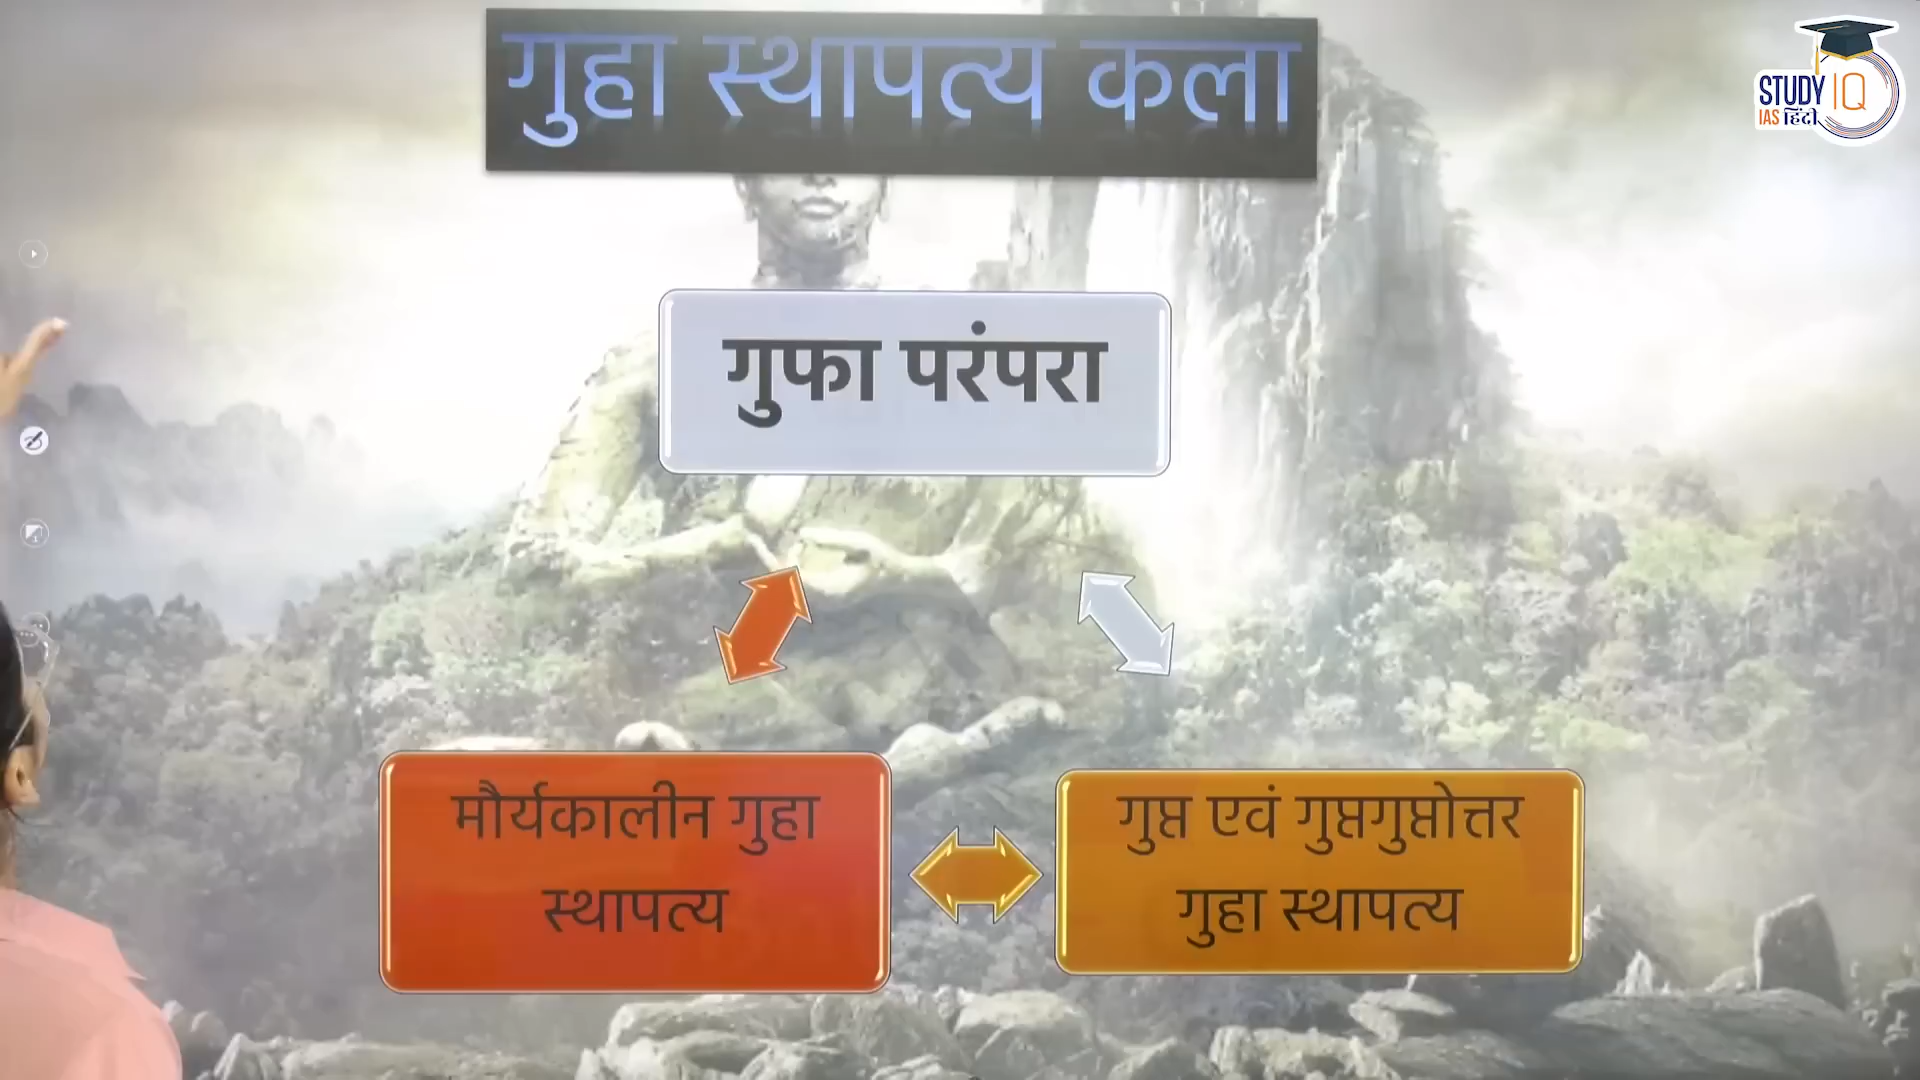 गुहा स्थापत्य कला
STUDY IQ
IAS हिंदी
गुफा परंपरा
मौर्यकालीन गुहा
स्थापत्य
गुप्त एवं गुप्तगुप्तोत्तर
गुहा स्थापत्य